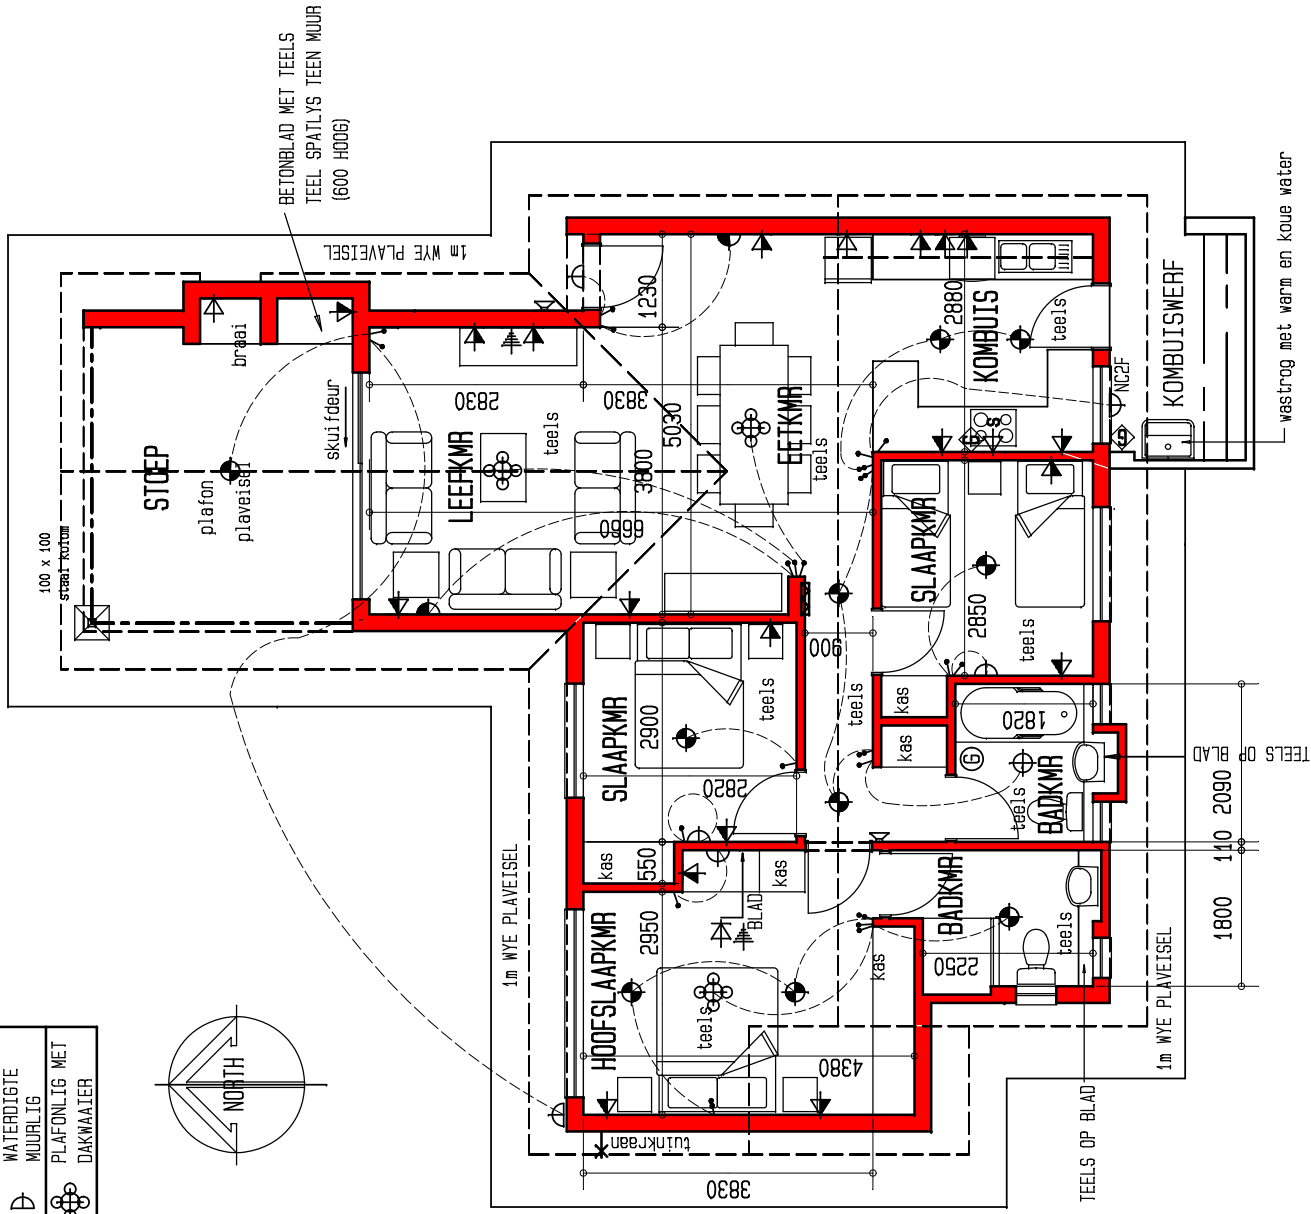 BETONBLAD MET TEELS
TEEL SPATLYS TEEN MUUR
(600 HOOG)
1m WYE PLAVEISEL
100 x 100
staal kolom
STOEP
plafon
plaveisel
braai
skuifdeur
LEEFKMR
teels
2830
3830
5030
3800
6660
1230
EETKMR
teels
KOMBUIS
2880
teels
NC2F
KOMBUISWERF
wastrog met warm en koue water
SLAAPKMR
2850
teels
900
teels
kas
kas
SLAAPKMR
2900
teels
2820
kas
550
kas
BLAD
1820
G
BADKMR
teels
TEELS OP BLAD
2090
110
1800
BADKMR
2250
teels
kas
HOOFSLAAPKMR
2950
teels
4380
tuinkraan
3830
1m WYE PLAVEISEL
1m WYE PLAVEISEL
TEELS OP BLAD
NORTH
WATERDIGTE
MUURLIG
PLAFONLIG MET
DAKWAAIER